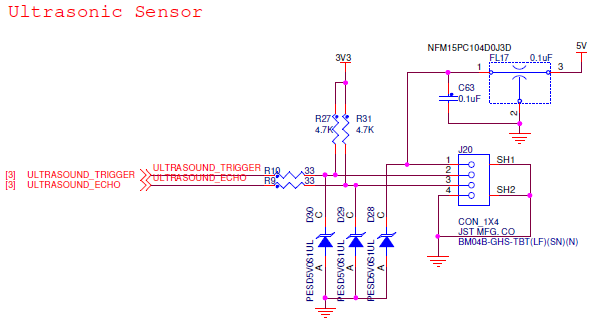 Ultrasonic Sensor
NFM15PC104D0J3D
5V
FL17 0.1uF
3V3
1
3
C63
0.1uF
2
R27
4.7K
R31
4.7K
J20
[3] ULTRASOUND_TRIGGER
ULTRASOUND_TRIGGER R10 33
1
SH1
2
[3] ULTRASOUND_ECHO
ULTRASOUND_ECHO R9 33
3
4
SH2
D30 C
D29 C
D28 C
CON_1X4
JST MFG. CO
BM04B-GHS-TBT(LF)(SN)(N)
PESD5V0S1UL A
PESD5V0S1UL A
PESD5V0S1UL A